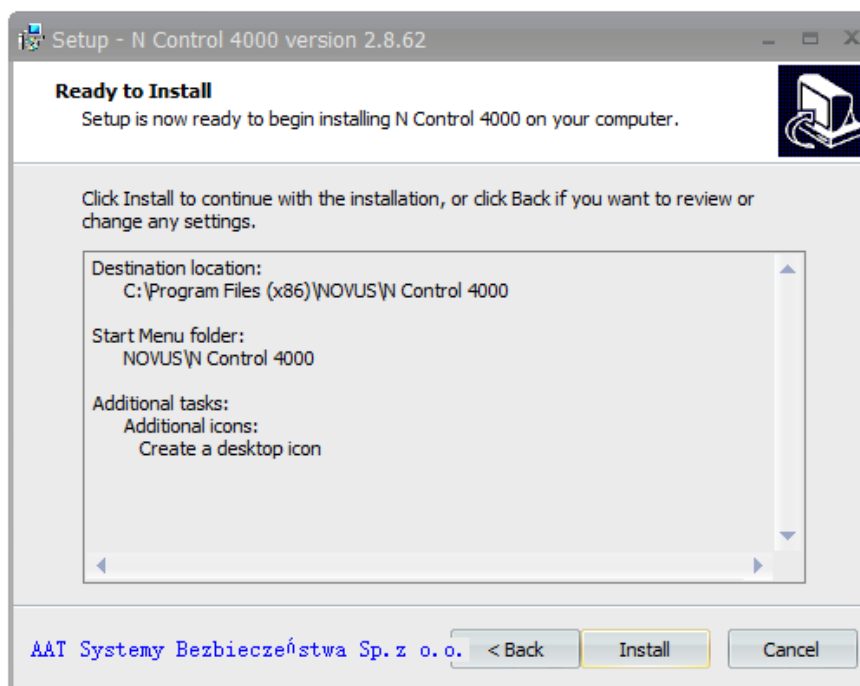 Setup - N Control 4000 version 2.8.62
Ready to Install
Setup is now ready to begin installing N Control 4000 on your computer.
Click Install to continue with the installation, or click Back if you want to review or
change any settings.
Destination location:
C:\Program Files (x86)\NOVUS\N Control 4000
Start Menu folder:
NOVUS\N Control 4000
Additional tasks:
Additional icons:
Create a desktop icon
AAT Systemy Bezbieczeństwa Sp. z o.o.
< Back
Install
Cancel